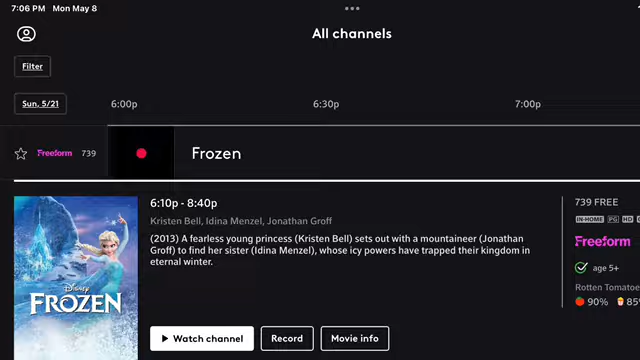 7:06 PM Mon May 8
All channels
Filter
Sun, 5/21 6:00p 6:30p 7:00p
Freeform 739 Frozen
6:10p - 8:40p
Kristen Bell, Idina Menzel, Jonathan Groff
(2013) A fearless young princess (Kristen Bell) sets out with a mountaineer (Jonathan
Groff) to find her sister (Idina Menzel), whose icy powers have trapped their kingdom in
eternal winter.
Disney
FROZEN
Watch channel Record Movie info
739 FREE
IN-HOME PG HD
Freeform
age 5+
Rotten Tomatoe
90% 85%